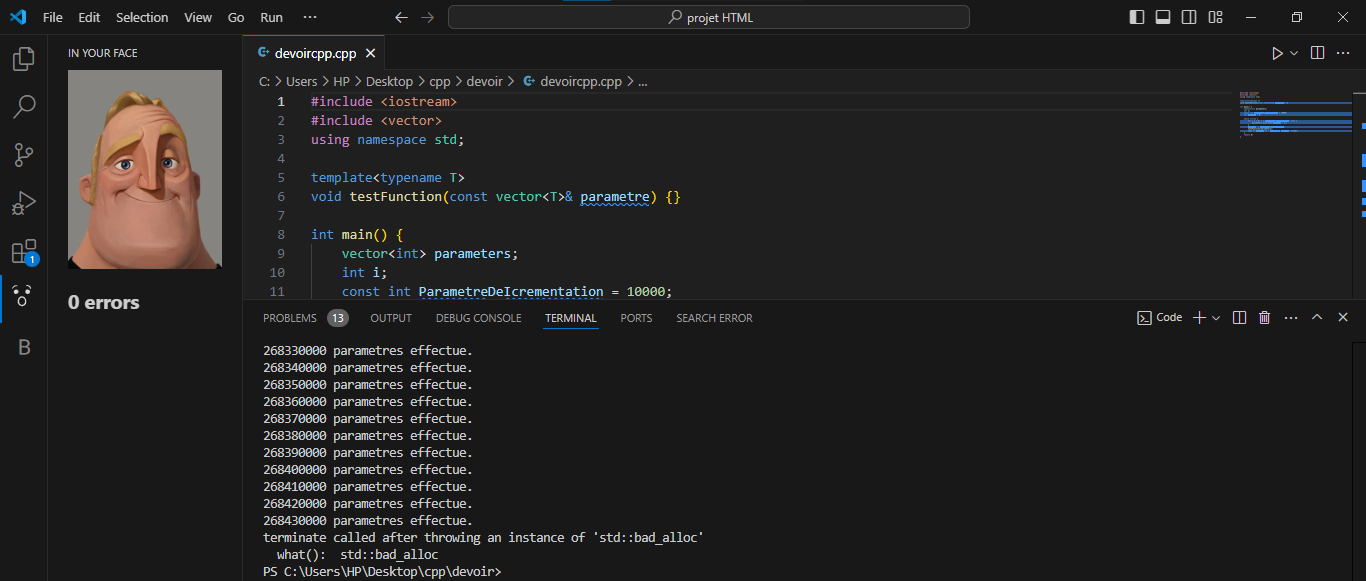 File Edit Selection View Go Run ··· projet HTML
IN YOUR FACE
0 errors
1
B
devoircpp.cpp
C: > Users > HP > Desktop > cpp > devoir > devoircpp.cpp > ...
1 #include <iostream>
2 #include <vector>
3 using namespace std;
4
5 template<typename T>
6 void testFunction(const vector<T>& parametre) {}
7
8 int main() {
9 vector<int> parameters;
10 int i;
11 const int ParametreDeIcrementation = 10000;
PROBLEMS 13 OUTPUT DEBUG CONSOLE TERMINAL PORTS SEARCH ERROR Code
268330000 parametres effectue.
268340000 parametres effectue.
268350000 parametres effectue.
268360000 parametres effectue.
268370000 parametres effectue.
268380000 parametres effectue.
268390000 parametres effectue.
268400000 parametres effectue.
268410000 parametres effectue.
268420000 parametres effectue.
268430000 parametres effectue.
terminate called after throwing an instance of 'std::bad_alloc'
what(): std::bad_alloc
PS C:\Users\HP\Desktop\cpp\devoir>